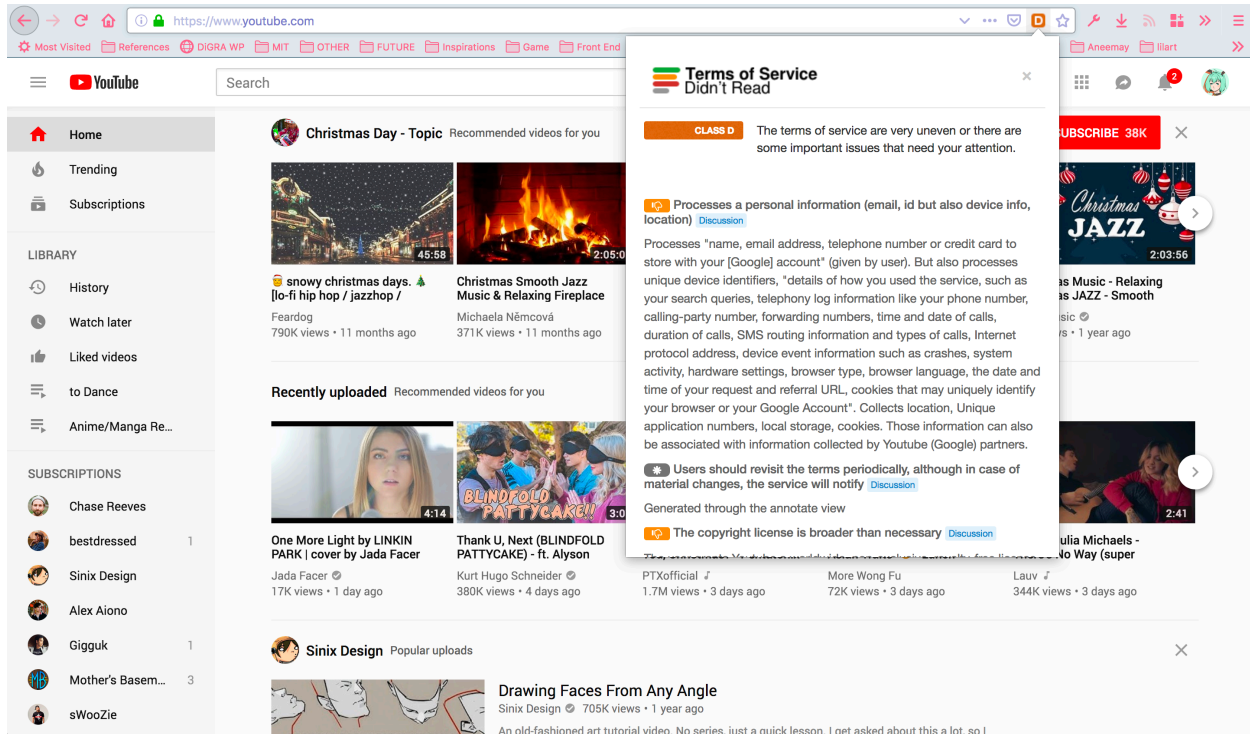 https://www.youtube.com
D
Most Visited References DiGRA WP MIT OTHER FUTURE Inspirations Game Front End Aneemay lilart
YouTube
Search
2
Home
Trending
Subscriptions
LIBRARY
History
Watch later
Liked videos
to Dance
Anime/Manga Re...
SUBSCRIPTIONS
Chase Reeves
bestdressed 1
Sinix Design
Alex Aiono
Gigguk 1
Mother's Basem... 3
sWooZie
Christmas Day - Topic Recommended videos for you
SUBSCRIBE 38K
45:58
snowy christmas days.
[lo-fi hip hop / jazzhop /
Feardog
790K views • 11 months ago
2:05:0
Christmas Smooth Jazz
Music & Relaxing Fireplace
Michaela Němcová
371K views • 11 months ago
Christmas
JAZZ
2:03:56
as Music - Relaxing
as JAZZ - Smooth
sic
1 year ago
Recently uploaded Recommended videos for you
4:14
One More Light by LINKIN
PARK | cover by Jada Facer
Jada Facer
17K views • 1 day ago
BLINDFOLD
PATTYCAKE!!
3:0
Thank U, Next (BLINDFOLD
PATTYCAKE) - ft. Alyson
Kurt Hugo Schneider
380K views • 4 days ago
PTXofficial
1.7M views • 3 days ago
More Wong Fu
72K views • 3 days ago
2:41
ulia Michaels -
No Way (super
Lauv
344K views • 3 days ago
Sinix Design Popular uploads
Drawing Faces From Any Angle
Sinix Design 705K views • 1 year ago
An old-fashioned art tutorial video. No series, just a quick lesson. I get asked about this a lot, so I
Terms of Service
Didn't Read
CLASS D
The terms of service are very uneven or there are
some important issues that need your attention.
Processes a personal information (email, id but also device info,
location) Discussion
Processes "name, email address, telephone number or credit card to
store with your [Google] account" (given by user). But also processes
unique device identifiers, "details of how you used the service, such as
your search queries, telephony log information like your phone number,
calling-party number, forwarding numbers, time and date of calls,
duration of calls, SMS routing information and types of calls, Internet
protocol address, device event information such as crashes, system
activity, hardware settings, browser type, browser language, the date and
time of your request and referral URL, cookies that may uniquely identify
your browser or your Google Account". Collects location, Unique
application numbers, local storage, cookies. Those information can also
be associated with information collected by Youtube (Google) partners.
Users should revisit the terms periodically, although in case of
material changes, the service will notify Discussion
Generated through the annotate view
The copyright license is broader than necessary Discussion